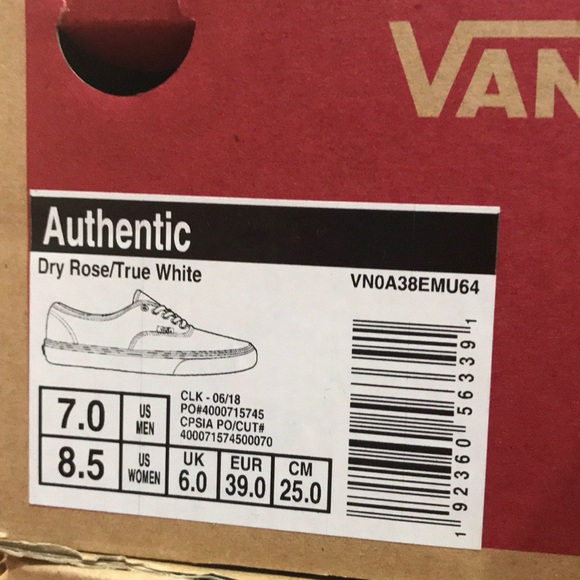 VAN
Authentic
Dry Rose/True White
VN0A38EMU64
CLK - 06/18
PO#4000715745
CPSIA PO/CUT#
400071574500070
7.0 US MEN
8.5 US WOMEN
UK 6.0
EUR 39.0
CM 25.0
1 92360 56339 1